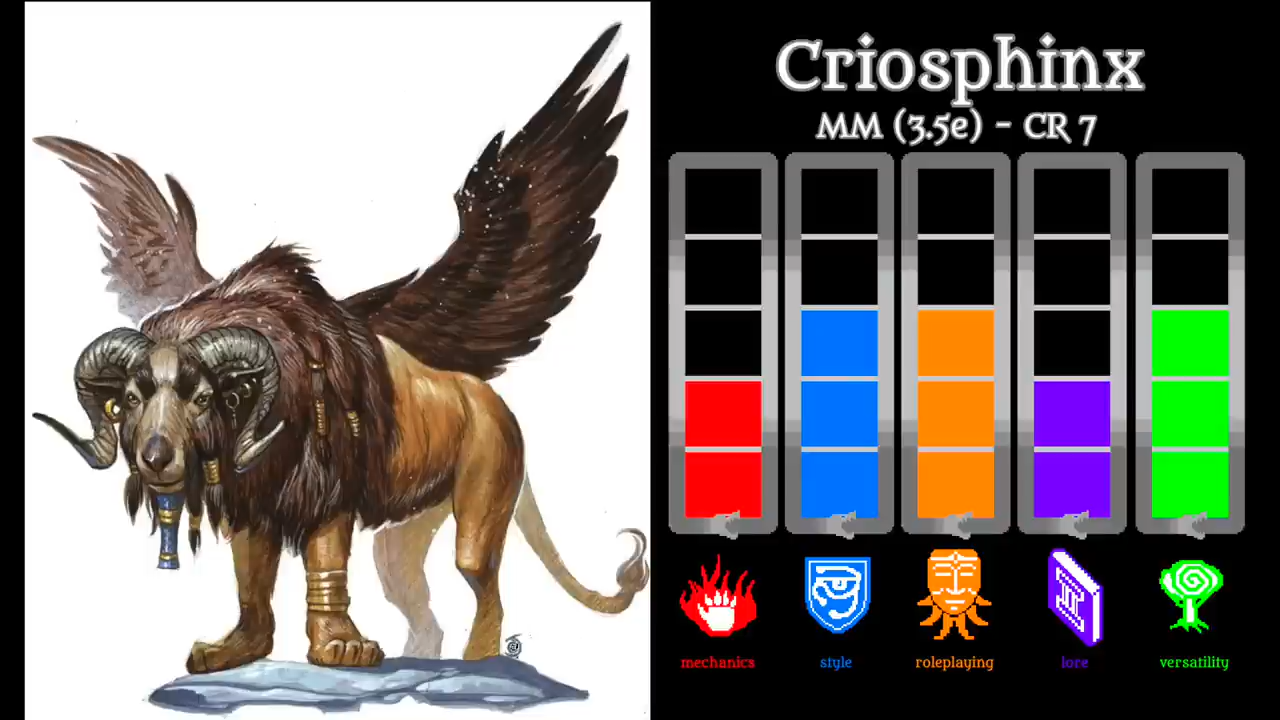 Criosphinx
MM (3.5e) - CR 7
mechanics
style
roleplaying
lore
versatility